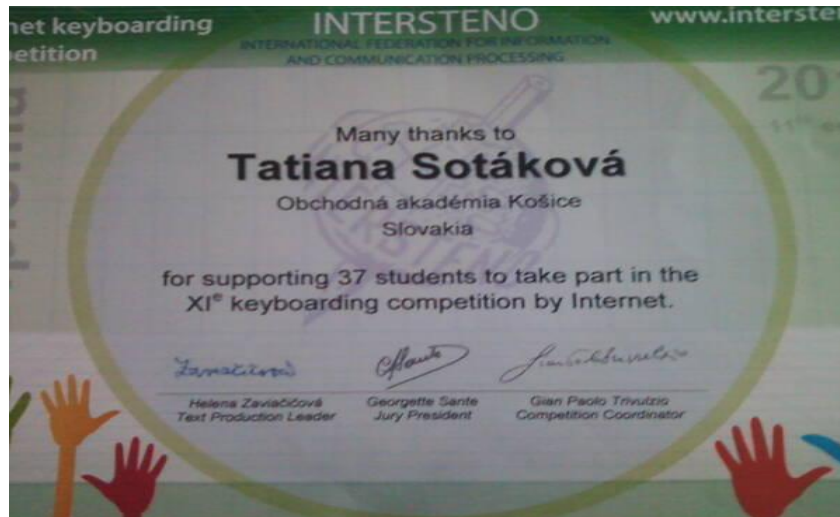 net keyboarding
etition
INTERSTENO
INTERNATIONAL FEDERATION FOR INFORMATION
AND COMMUNICATION PROCESSING
www.interste
20
11th
Many thanks to
Tatiana Sotáková
Obchodná akadémia Košice
Slovakia
for supporting 37 students to take part in the
XIe keyboarding competition by Internet.
Helena Zaviačičová
Text Production Leader
Georgette Sante
Jury President
Gian Paolo Trivulzio
Competition Coordinator